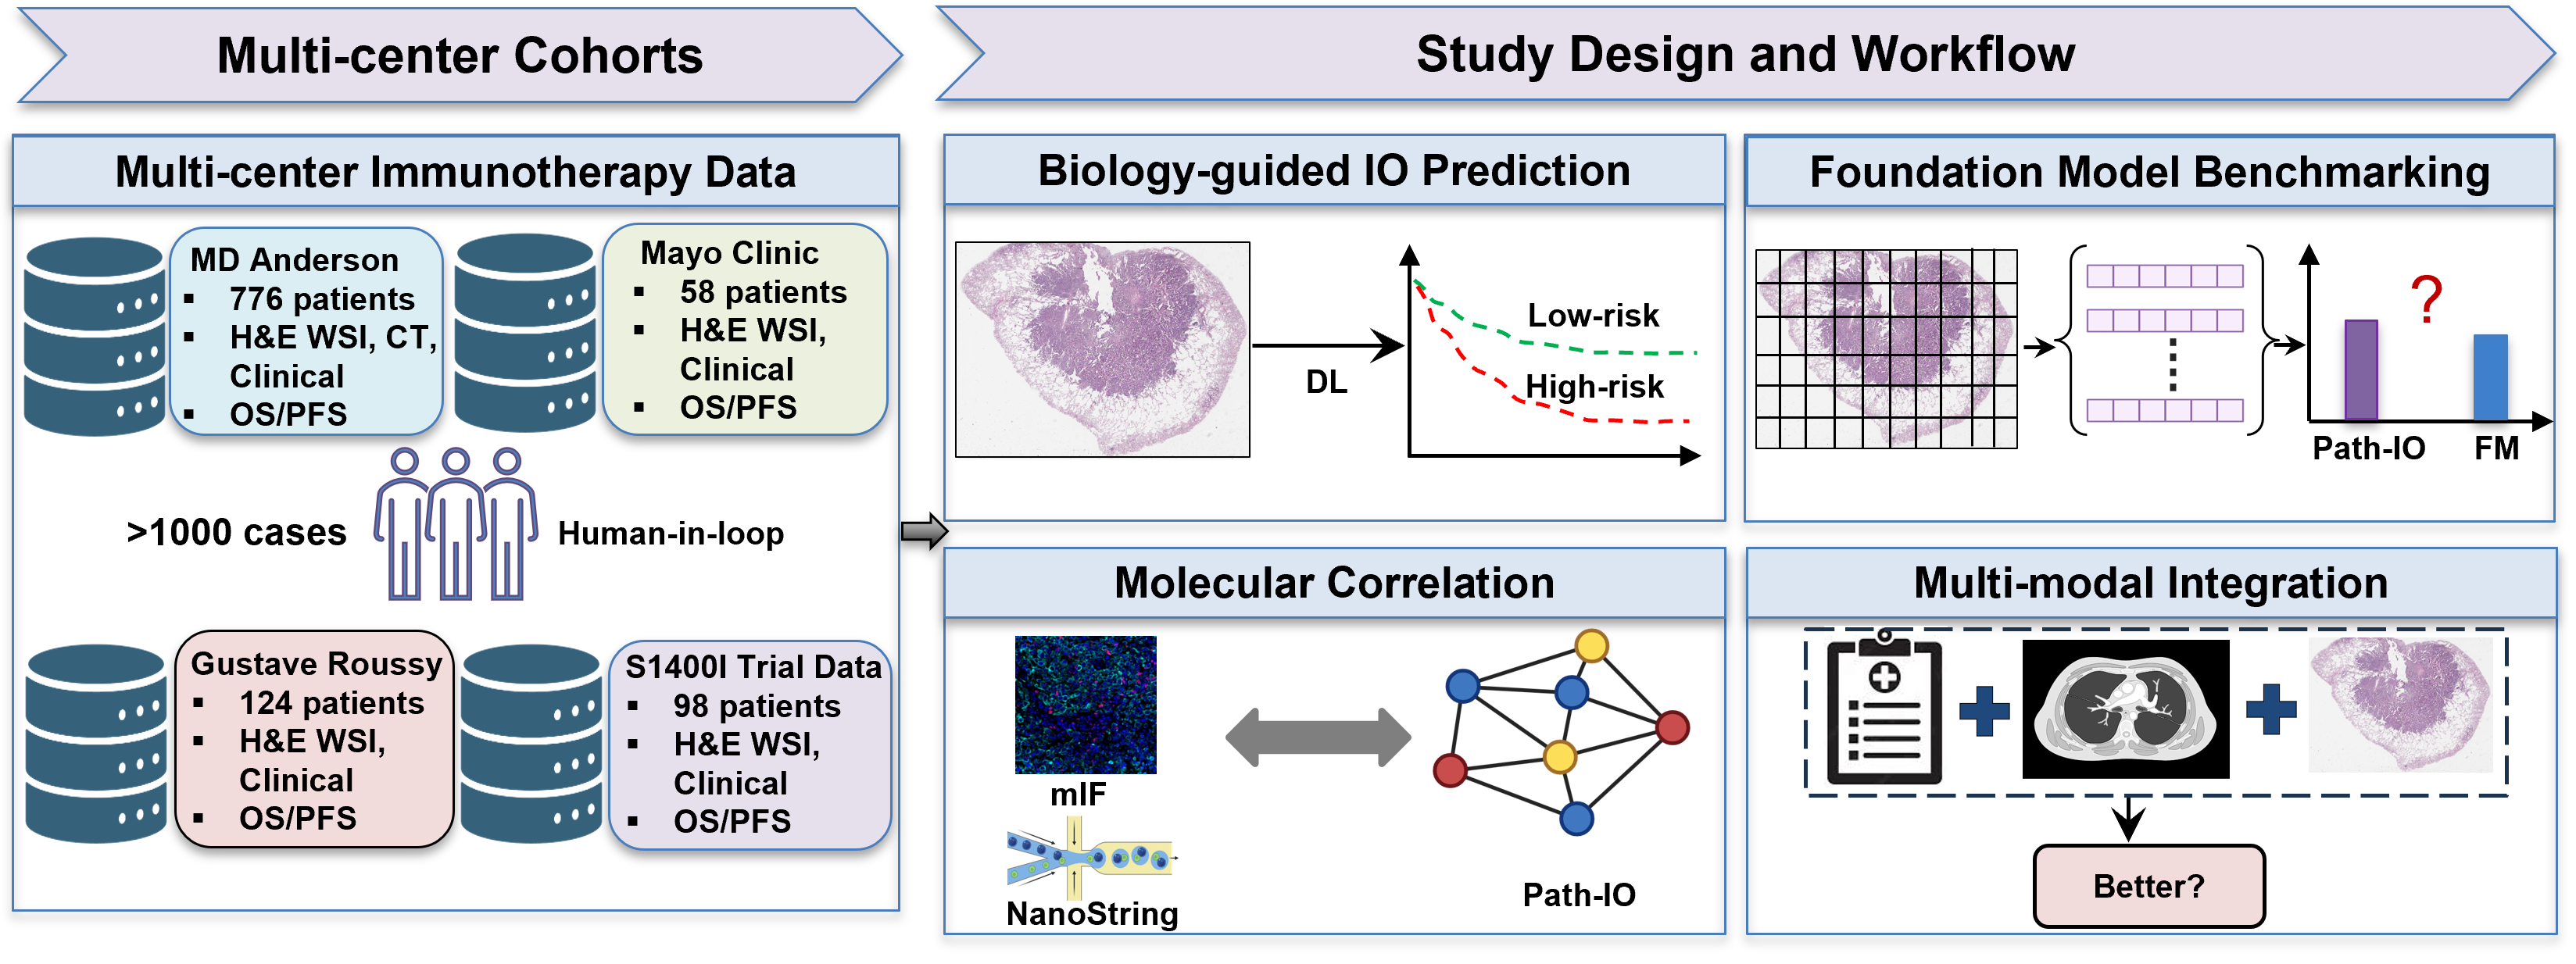 Multi-center Cohorts
Study Design and Workflow
Multi-center Immunotherapy Data
MD Anderson
▪ 776 patients
▪ H&E WSI, CT,
Clinical
▪ OS/PFS
Mayo Clinic
▪ 58 patients
▪ H&E WSI,
Clinical
▪ OS/PFS
>1000 cases
Human-in-loop
Gustave Roussy
▪ 124 patients
▪ H&E WSI,
Clinical
▪ OS/PFS
S1400I Trial Data
▪ 98 patients
▪ H&E WSI,
Clinical
▪ OS/PFS
Biology-guided IO Prediction
DL
Low-risk
High-risk
Foundation Model Benchmarking
?
Path-IO
FM
Molecular Correlation
mIF
NanoString
Path-IO
Multi-modal Integration
Better?